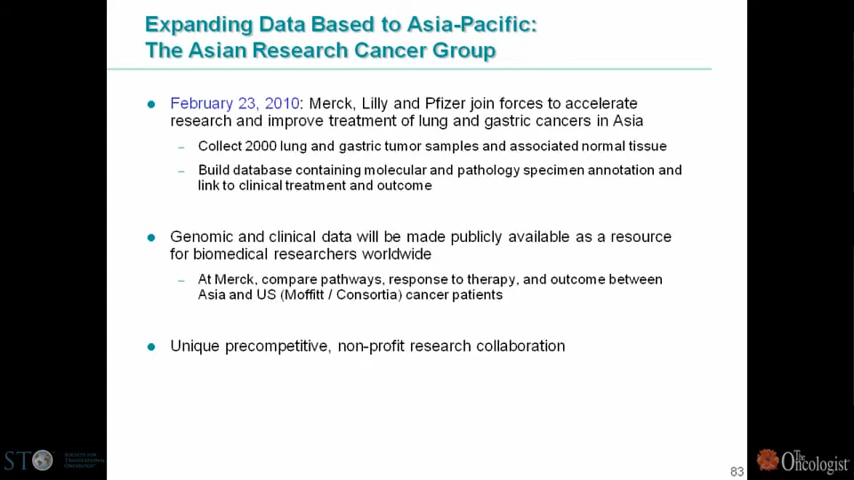 Expanding Data Based to Asia-Pacific:
The Asian Research Cancer Group
• February 23, 2010: Merck, Lilly and Pfizer join forces to accelerate
research and improve treatment of lung and gastric cancers in Asia
– Collect 2000 lung and gastric tumor samples and associated normal tissue
– Build database containing molecular and pathology specimen annotation and
link to clinical treatment and outcome
• Genomic and clinical data will be made publicly available as a resource
for biomedical researchers worldwide
– At Merck, compare pathways, response to therapy, and outcome between
Asia and US (Moffitt / Consortia) cancer patients
• Unique precompetitive, non-profit research collaboration
STO
SOCIETY FOR
TRANSLATIONAL
ONCOLOGY
83
The
Oncologist